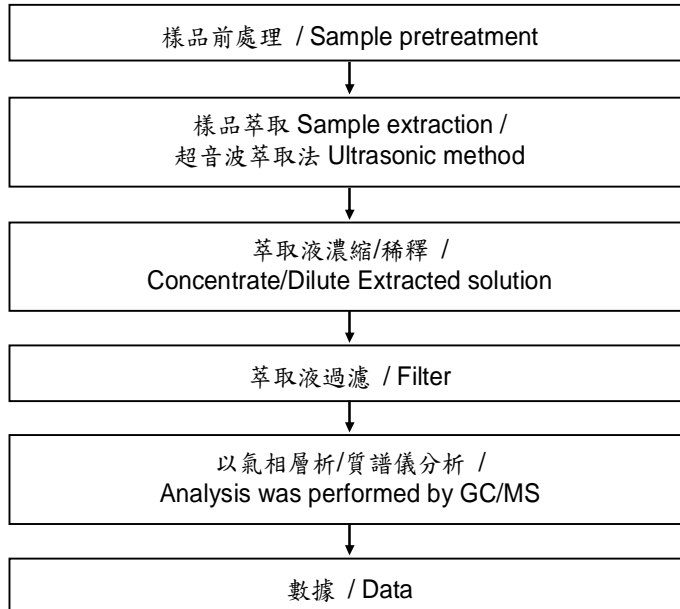 樣品前處理 / Sample pretreatment
樣品萃取 Sample extraction /
超音波萃取法 Ultrasonic method
萃取液濃縮/稀釋 /
Concentrate/Dilute Extracted solution
萃取液過濾 / Filter
以氣相層析/質譜儀分析 /
Analysis was performed by GC/MS
數據 / Data